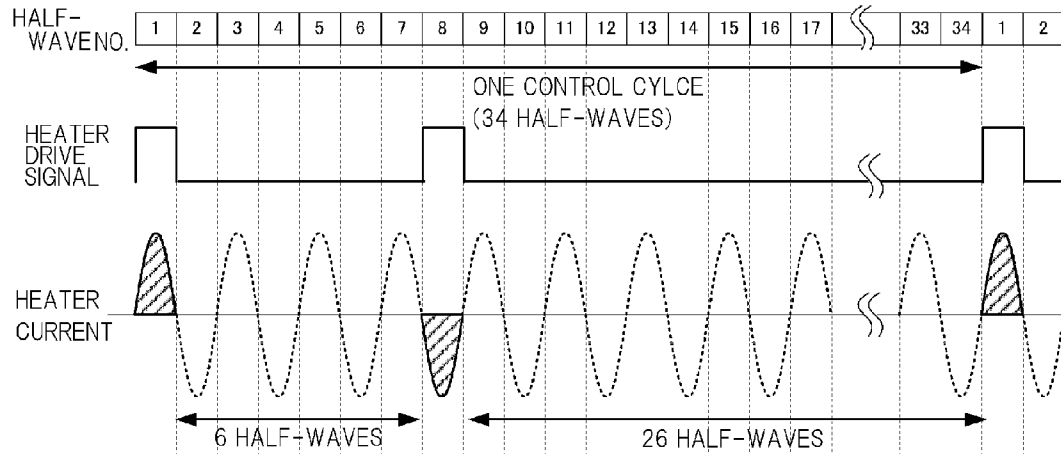 HALF-
WAVE NO. 1 2 3 4 5 6 7 8 9 10 11 12 13 14 15 16 17 33 34 1 2
ONE CONTROL CYLCE
(34 HALF-WAVES)
HEATER
DRIVE
SIGNAL
HEATER
CURRENT
6 HALF-WAVES 26 HALF-WAVES